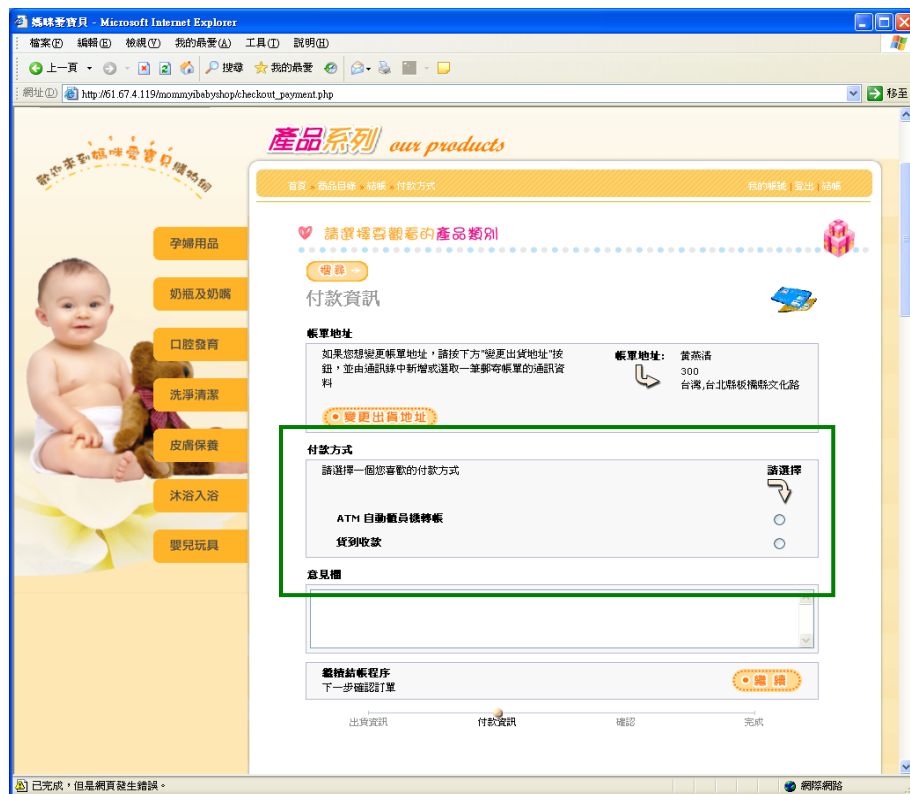 媽咪愛寶貝 - Microsoft Internet Explorer
檔案(F) 編輯(E) 檢視(V) 我的最愛(A) 工具(T) 說明(H)
上一頁 搜尋 我的最愛
網址(D) http://61.67.4.119/mommyibabyshop/checkout_payment.php 移至
歡迎來到媽咪愛寶貝購物網
產品系列 our products
首頁 » 商品目錄 » 結帳 » 付款方式 我的帳號 | 登出 | 結帳
請選擇喜觀看的產品類別
搜尋
付款資訊
孕婦用品
奶瓶及奶嘴
口腔發育
洗淨清潔
皮膚保養
沐浴入浴
嬰兒玩具
帳單地址
如果您想變更帳單地址，請按下方"變更出貨地址"按
鈕，並由通訊錄中新增或選取一筆郵寄帳單的通訊資
料
變更出貨地址
帳單地址:
300
台灣,台北縣板橋縣文化路
付款方式
請選擇一個您喜歡的付款方式 請選擇
ATM 自動櫃員機轉帳
貨到收款
意見欄
繼續結帳程序
下一步確認訂單
繼續
出貨資訊 付款資訊 確認 完成
已完成，但是網頁發生錯誤。 網際網路